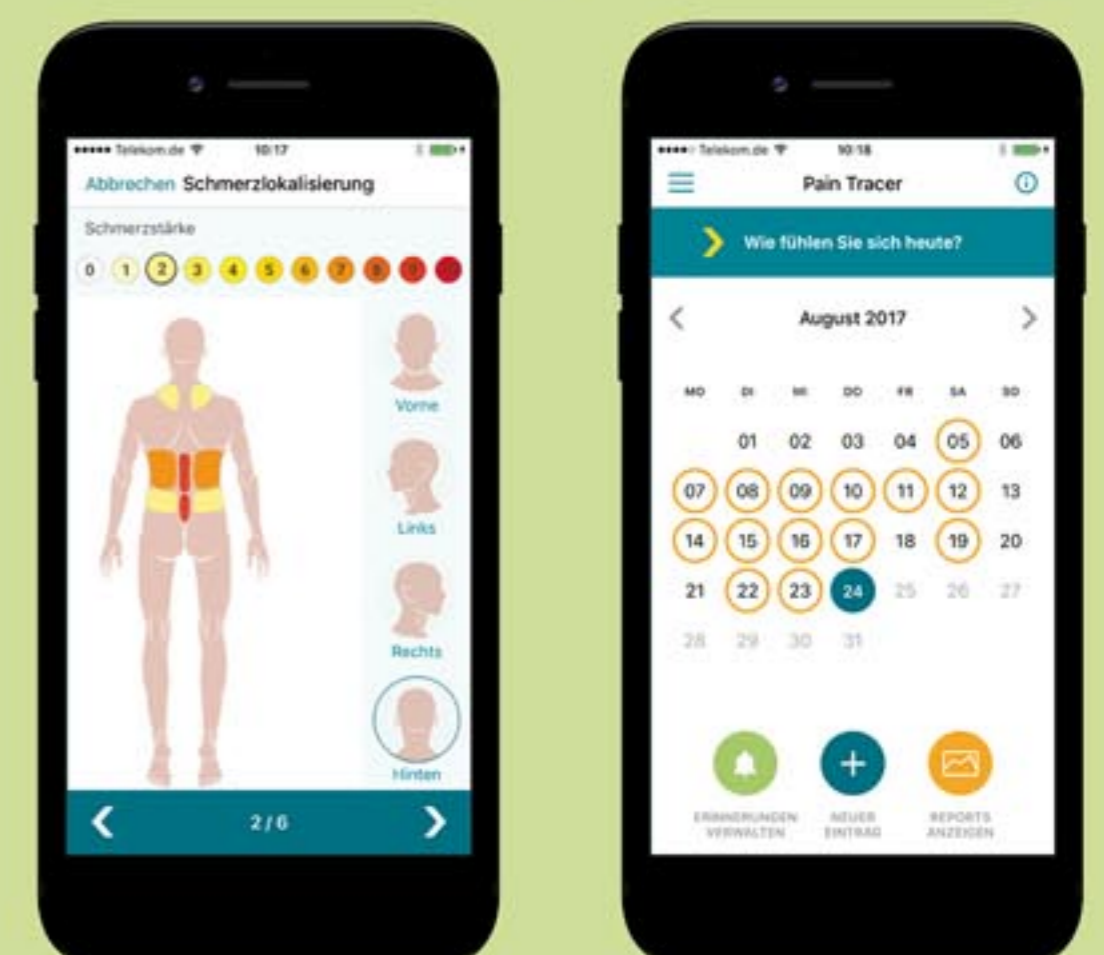 Telekom.de 10:17
Abbrechen Schmerzlokalisierung
Schmerzstärke
0 1 2 3 4 5 6 7 8 9 10
Vorne
Links
Rechts
Hinten
2/6
Telekom.de 10:18
Pain Tracer
Wie fühlen Sie sich heute?
August 2017
MO DI MI DO FR SA SO
01 02 03 04 05 06
07 08 09 10 11 12 13
14 15 16 17 18 19 20
21 22 23 24 25 26 27
28 29 30 31
ERINNERUNGEN
VERWALTEN
NEUER
EINTRAG
REPORTS
ANZEIGEN